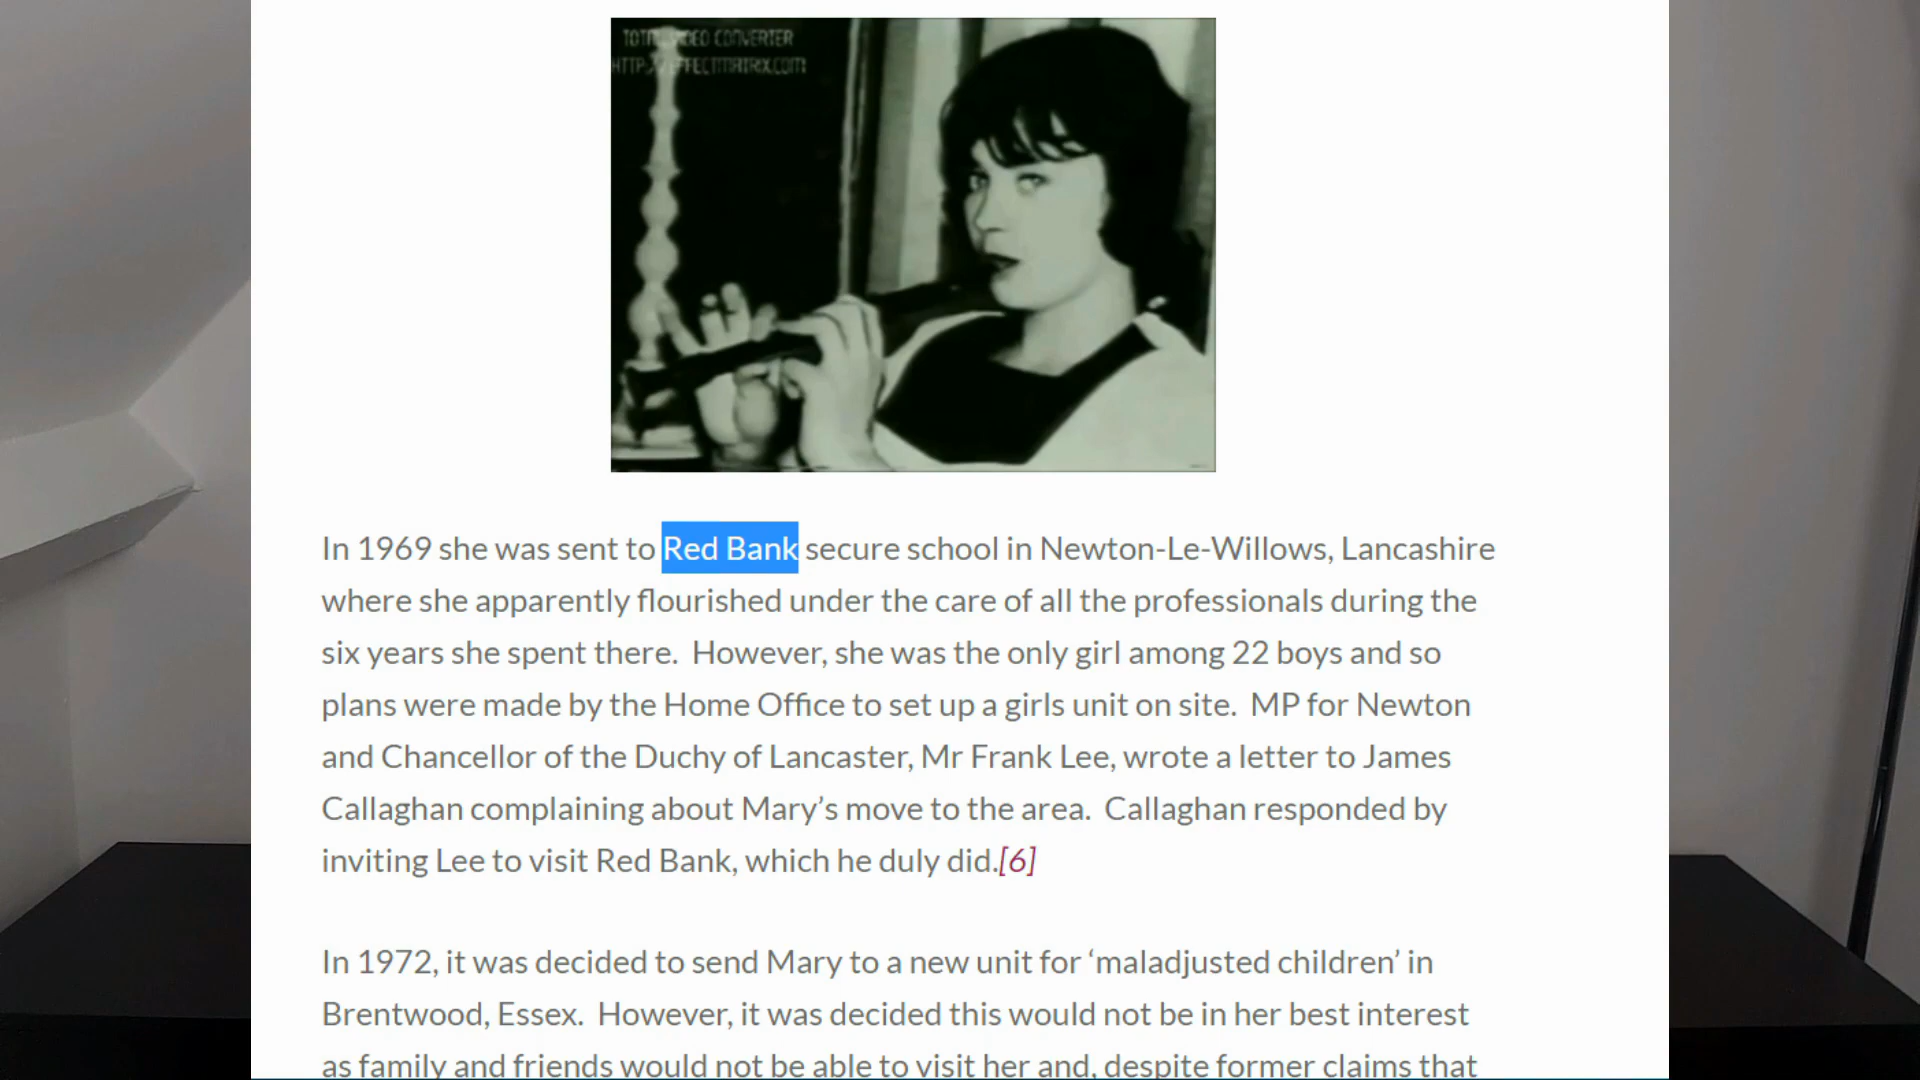 TOTAL VIDEO CONVERTER
HTTP://EFFECTMATRIX.COM
In 1969 she was sent to Red Bank secure school in Newton-Le-Willows, Lancashire
where she apparently flourished under the care of all the professionals during the
six years she spent there.  However, she was the only girl among 22 boys and so
plans were made by the Home Office to set up a girls unit on site.  MP for Newton
and Chancellor of the Duchy of Lancaster, Mr Frank Lee, wrote a letter to James
Callaghan complaining about Mary’s move to the area.  Callaghan responded by
inviting Lee to visit Red Bank, which he duly did.[6]
In 1972, it was decided to send Mary to a new unit for ‘maladjusted children’ in
Brentwood, Essex.  However, it was decided this would not be in her best interest
as family and friends would not be able to visit her and, despite former claims that